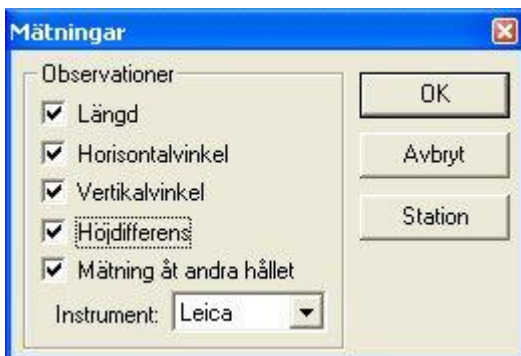 Mätningar
Observationer
Längd
Horisontalvinkel
Vertikalvinkel
Höjdifferens
Mätning åt andra hållet
Instrument: Leica
OK
Avbryt
Station